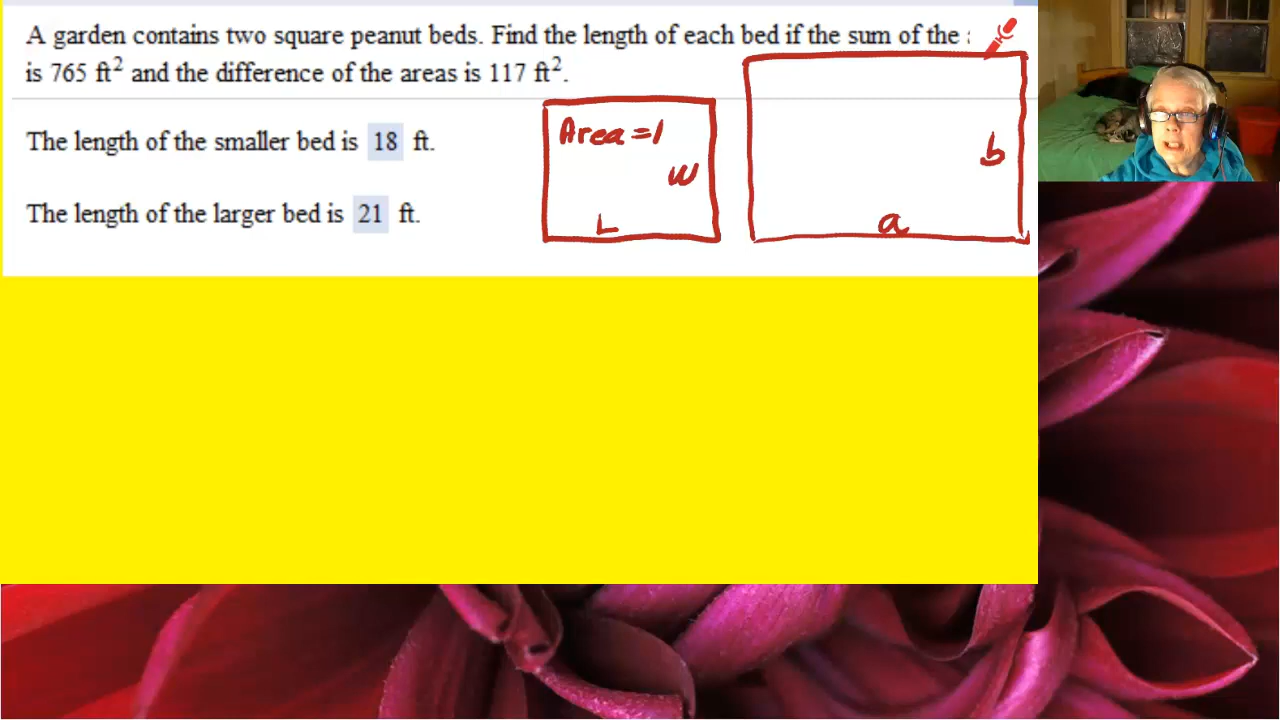 A garden contains two square peanut beds. Find the length of each bed if the sum of the
is 765 ft² and the difference of the areas is 117 ft².
The length of the smaller bed is 18 ft.
The length of the larger bed is 21 ft.
Area = l
W
L
b
a